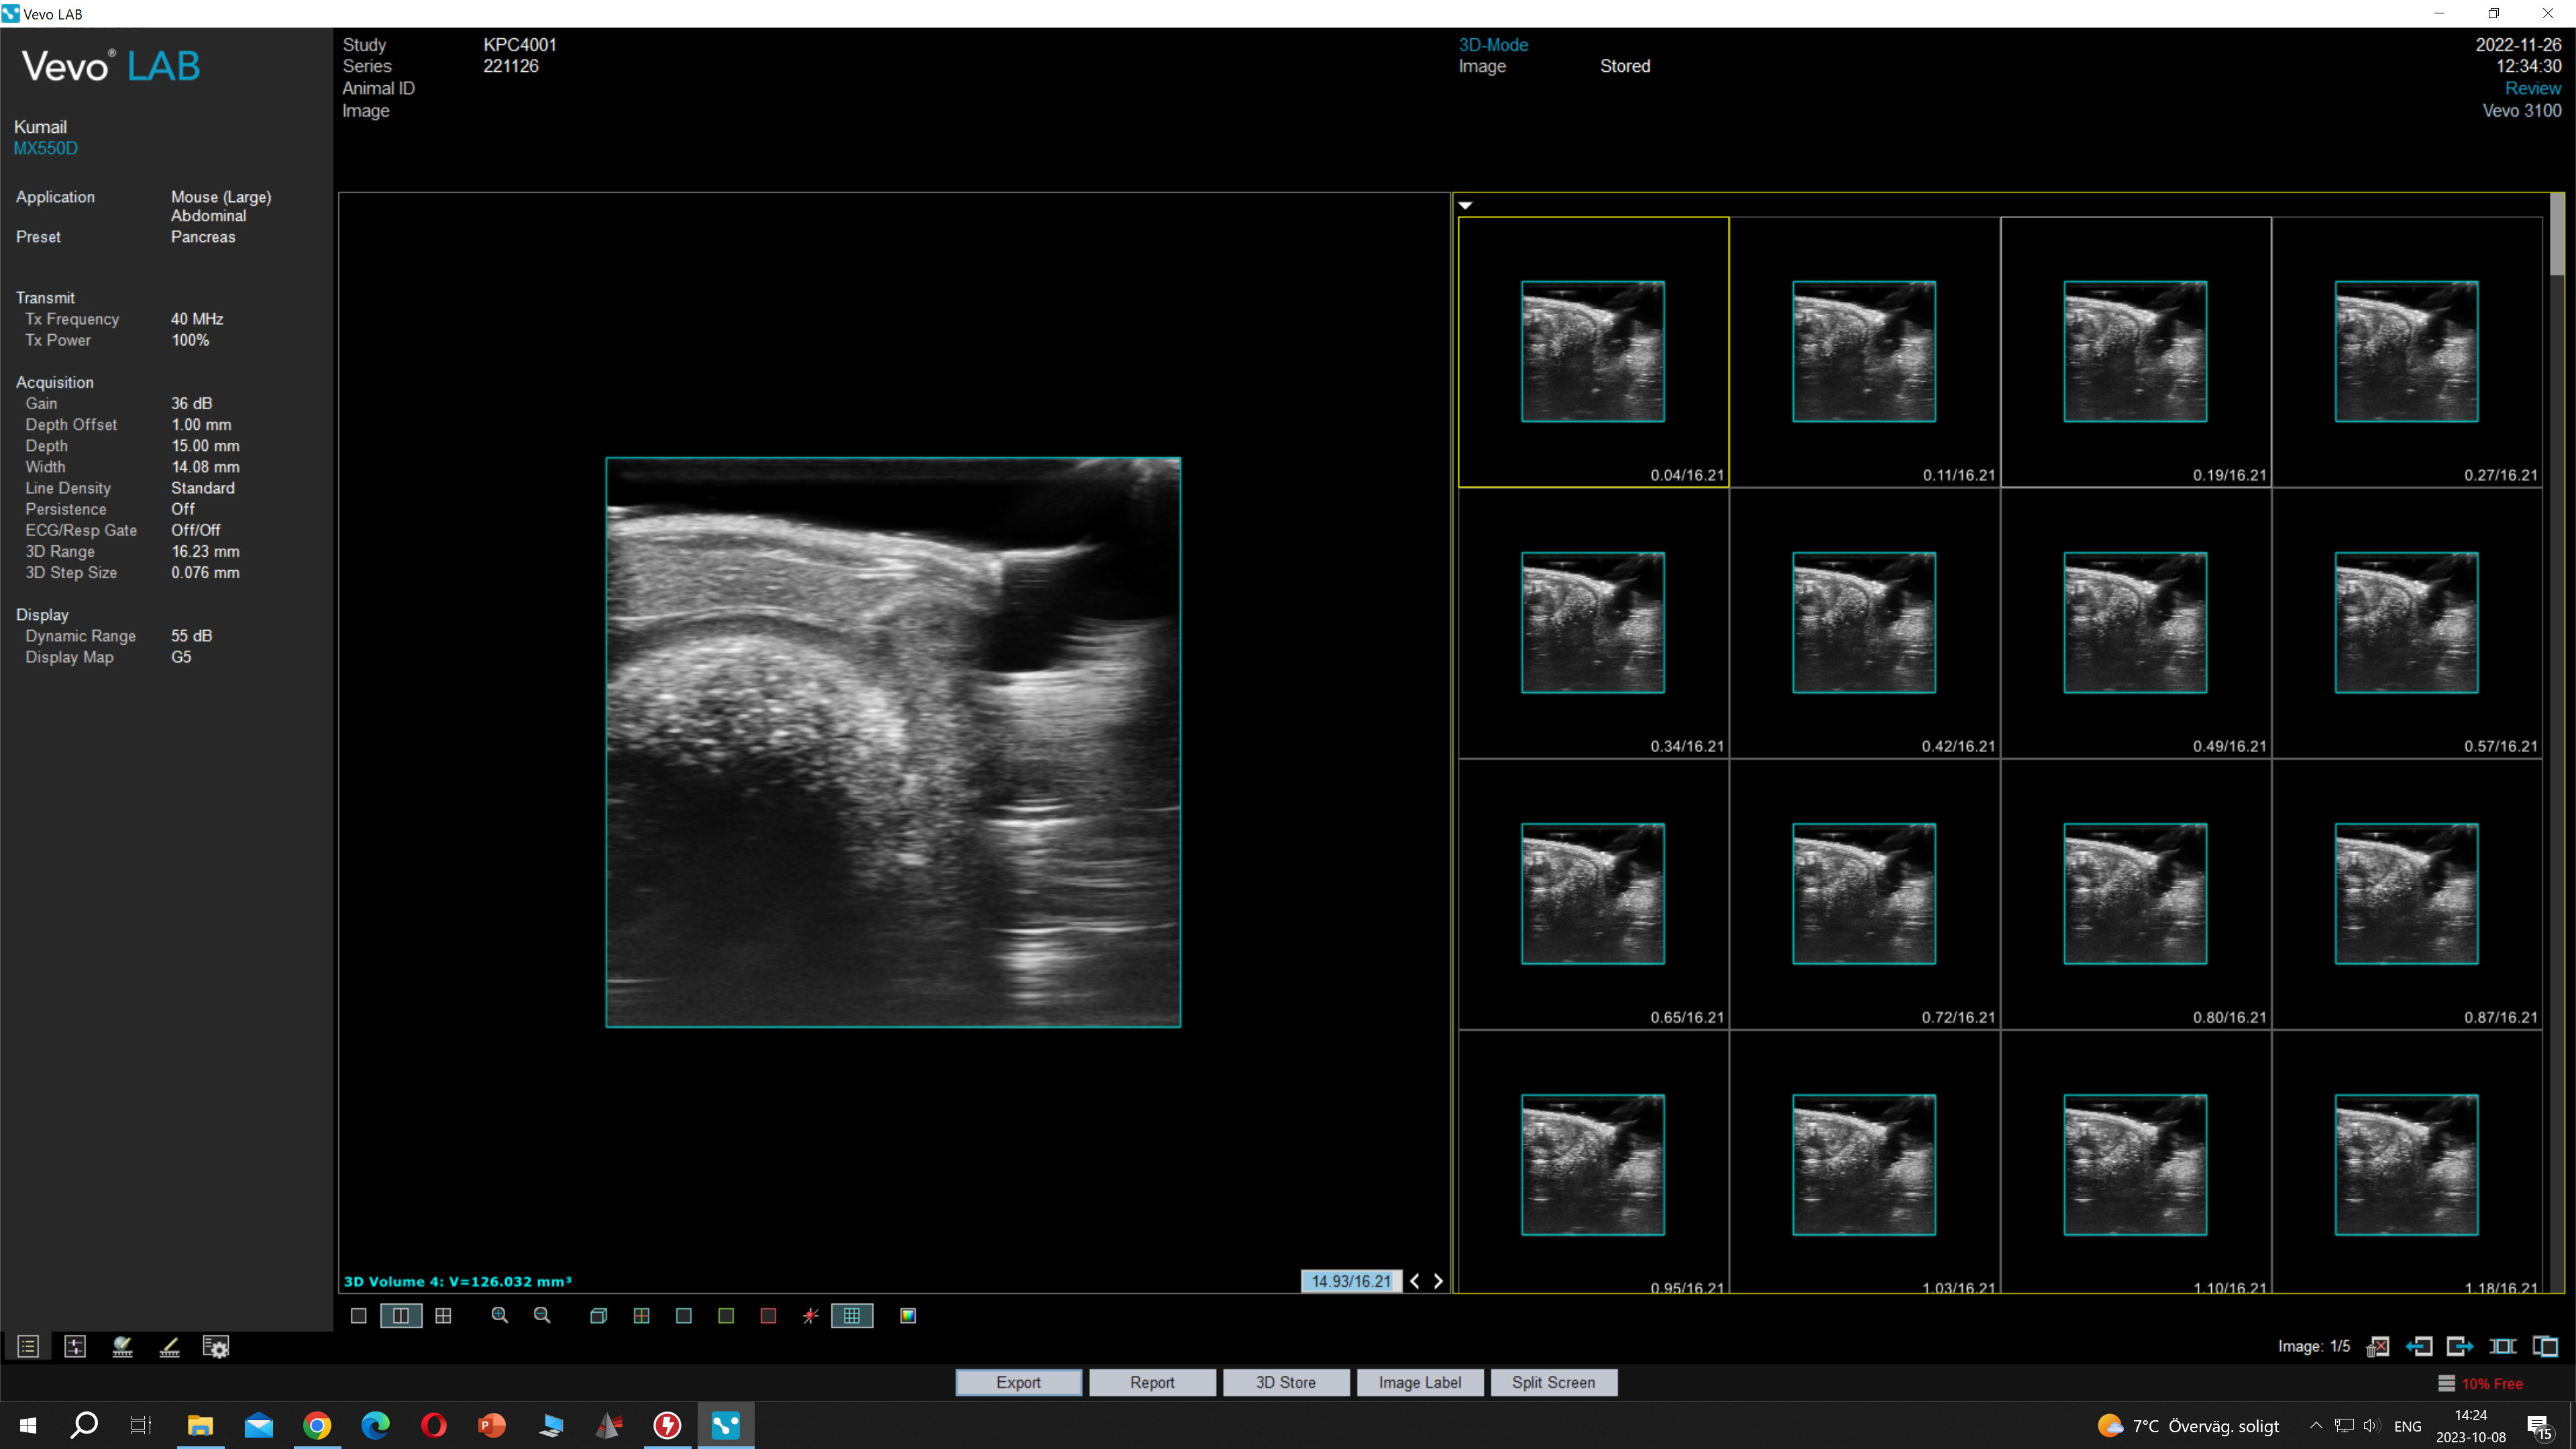 Vevo LAB
Vevo® LAB
Study KPC4001
Series 221126
Animal ID
Image
3D-Mode
Image Stored
2022-11-26
12:34:30
Review
Vevo 3100
Kumail
MX550D
Application Mouse (Large)
Abdominal
Preset Pancreas
Transmit
Tx Frequency 40 MHz
Tx Power 100%
Acquisition
Gain 36 dB
Depth Offset 1.00 mm
Depth 15.00 mm
Width 14.08 mm
Line Density Standard
Persistence Off
ECG/Resp Gate Off/Off
3D Range 16.23 mm
3D Step Size 0.076 mm
Display
Dynamic Range 55 dB
Display Map G5
0.04/16.21 0.11/16.21 0.19/16.21 0.27/16.21
0.34/16.21 0.42/16.21 0.49/16.21 0.57/16.21
0.65/16.21 0.72/16.21 0.80/16.21 0.87/16.21
0.95/16.21 1.03/16.21 1.10/16.21 1.18/16.21
3D Volume 4: V=126.032 mm³
14.93/16.21
Image: 1/5
Export Report 3D Store Image Label Split Screen
10% Free
7°C Överväg. soligt
ENG
14:24
2023-10-08
15